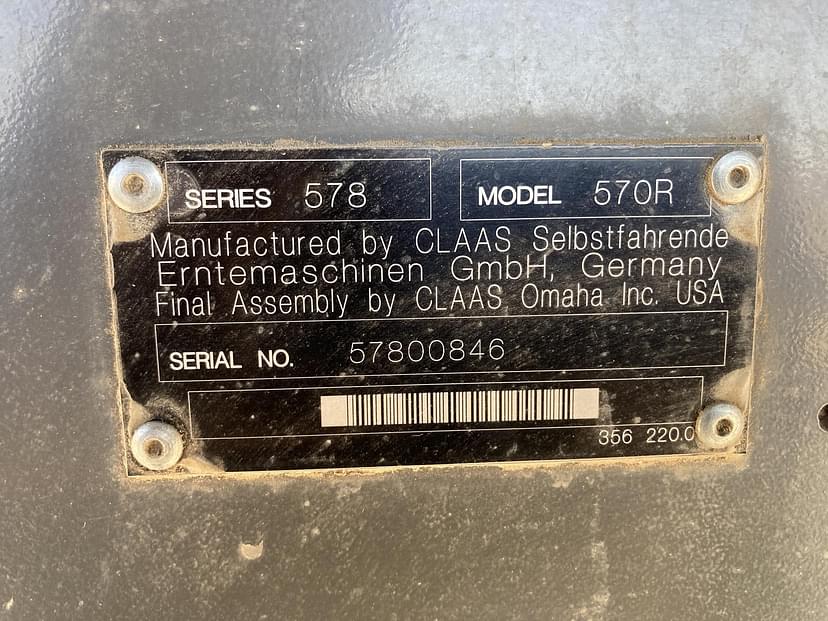 SERIES 578
MODEL 570R
Manufactured by CLAAS Selbstfahrende
Erntemaschinen GmbH, Germany
Final Assembly by CLAAS Omaha Inc. USA
SERIAL NO. 57800846
356 220.0